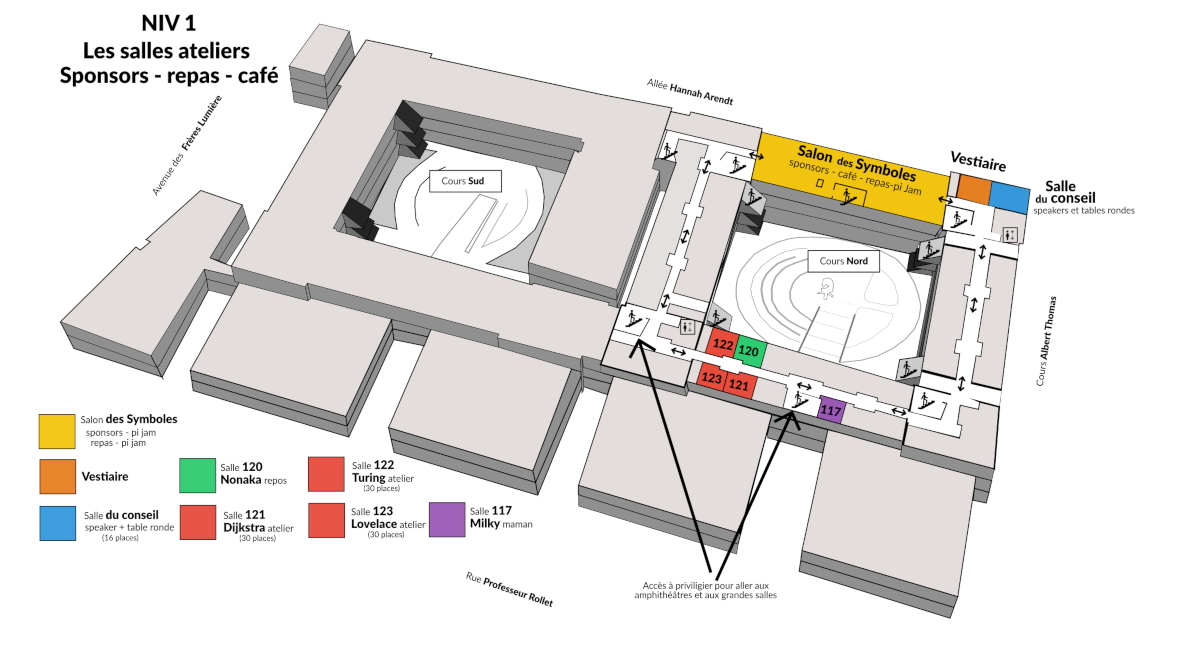 NIV 1
Les salles ateliers
Sponsors - repas - café
Avenue des Frères Lumière
Allée Hannah Arendt
Cours Sud
Salon des Symboles
sponsors - café - repas-pi Jam
Vestiaire
Salle
du conseil
speakers et tables rondes
Cours Nord
Cours Albert Thomas
122
120
123
121
117
Salon des Symboles
sponsors - pi jam
repas - pi jam
Vestiaire
Salle du conseil
speaker + table ronde
(16 places)
Salle 120
Nonaka repos
Salle 121
Dijkstra atelier
(30 places)
Salle 122
Turing atelier
(30 places)
Salle 123
Lovelace atelier
(30 places)
Salle 117
Milky maman
Rue Professeur Rollet
Accès à priviligier pour aller aux
amphithéâtres et aux grandes salles